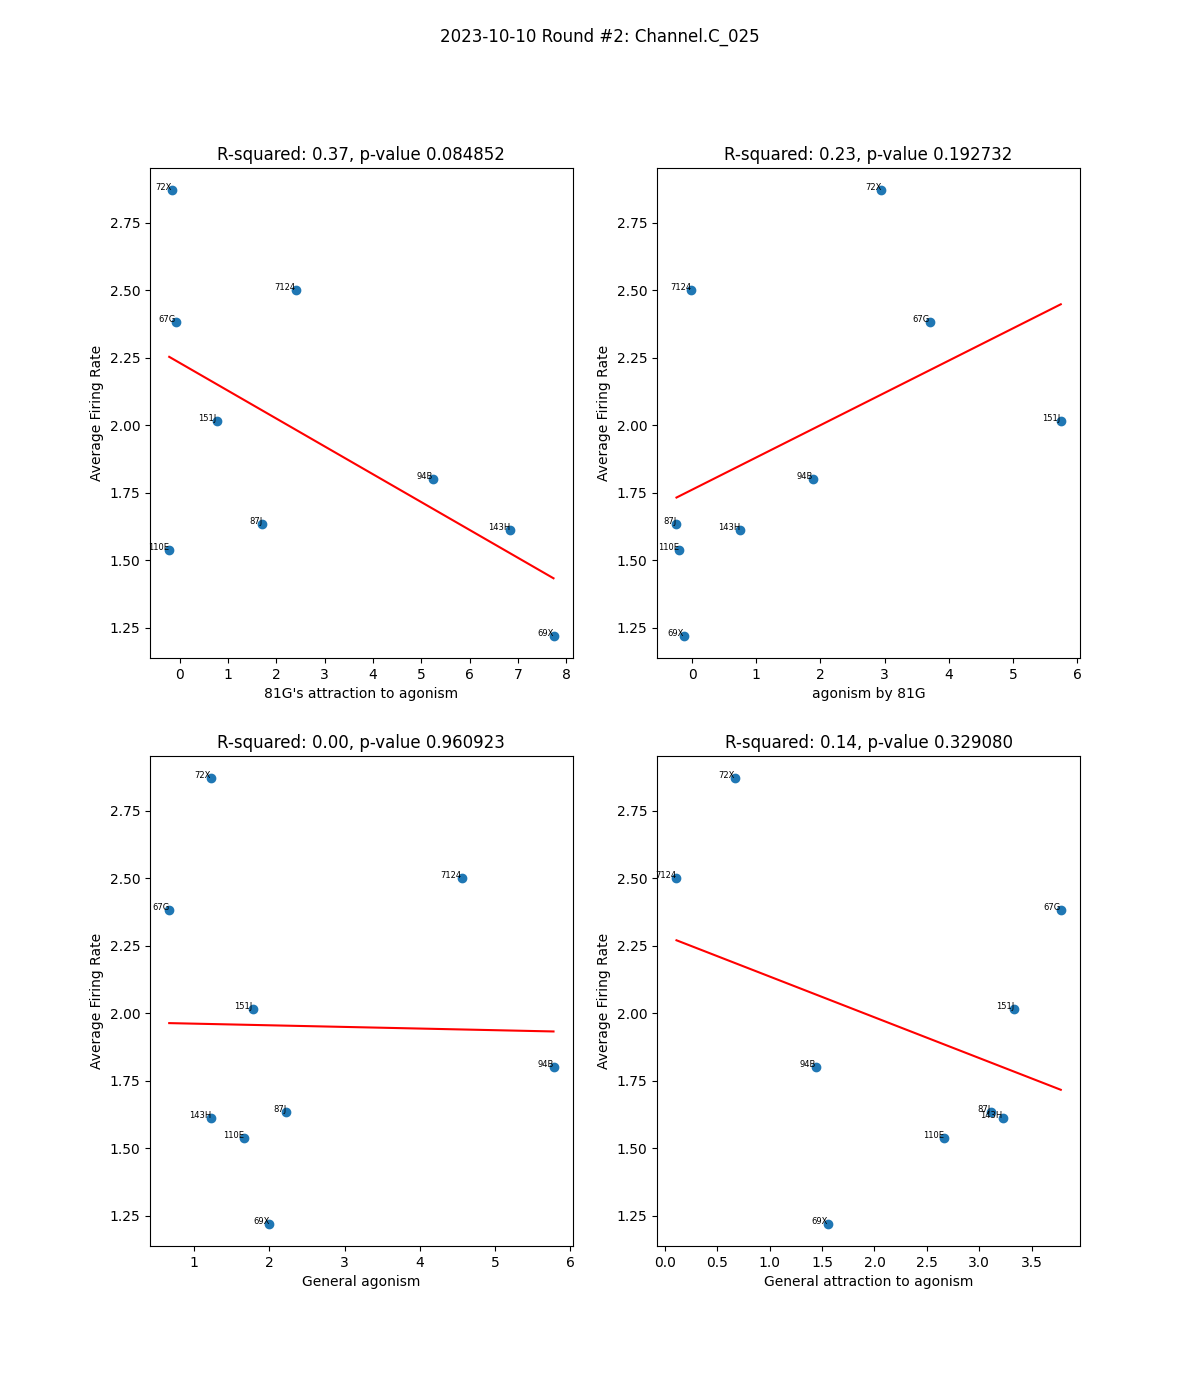 2023-10-10 Round #2: Channel.C_025
R-squared: 0.37, p-value 0.084852
72X
7124
67G
151J
94B
87J
143H
110E
69X
2.75
2.50
2.25
2.00
1.75
1.50
1.25
Average Firing Rate
0 1 2 3 4 5 6 7 8
81G's attraction to agonism
R-squared: 0.23, p-value 0.192732
72X
7124
67G
151J
94B
87J
143H
110E
69X
2.75
2.50
2.25
2.00
1.75
1.50
1.25
Average Firing Rate
0 1 2 3 4 5 6
agonism by 81G
R-squared: 0.00, p-value 0.960923
72X
7124
67G
151J
94B
87J
143H
110E
69X
2.75
2.50
2.25
2.00
1.75
1.50
1.25
Average Firing Rate
1 2 3 4 5 6
General agonism
R-squared: 0.14, p-value 0.329080
72X
7124
67G
151J
94B
87J
143H
110E
69X
2.75
2.50
2.25
2.00
1.75
1.50
1.25
Average Firing Rate
0.0 0.5 1.0 1.5 2.0 2.5 3.0 3.5
General attraction to agonism